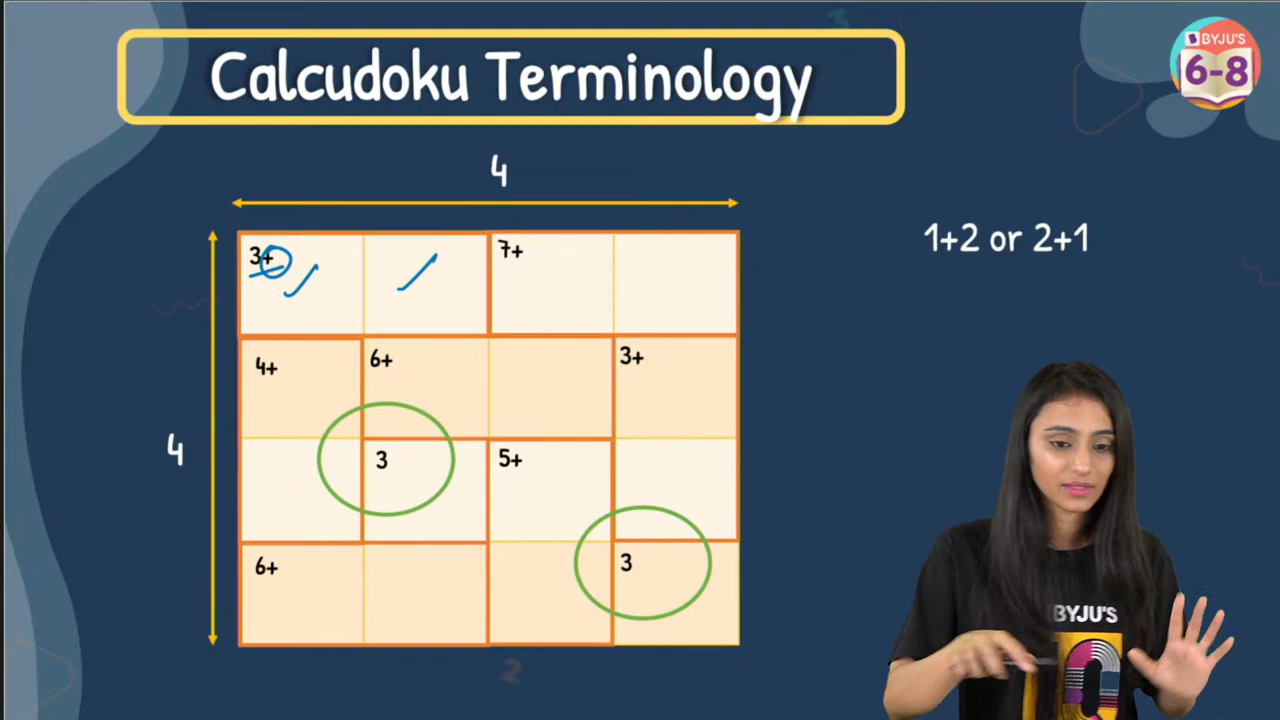 Calcudoku Terminology
BYJU'S
6-8
4
1+2 or 2+1
3+ 7+
4+ 6+ 3+
4
3 5+
6+ 3
BYJU'S
2